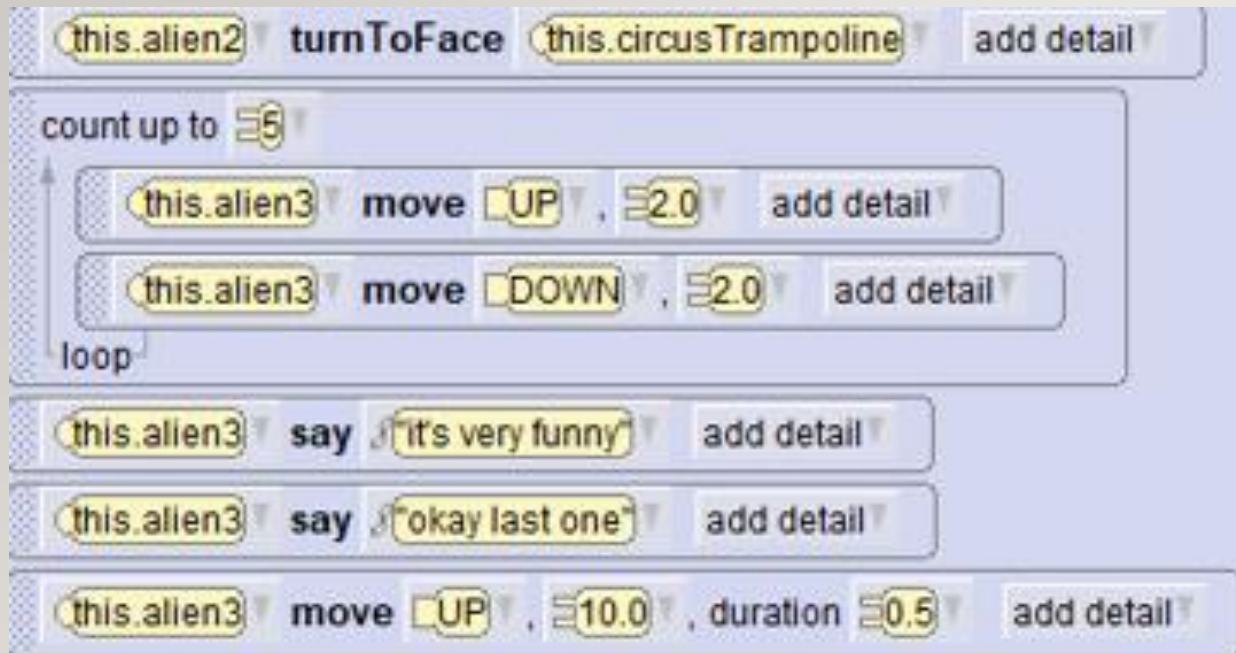 this.alien2 turnToFace this.circusTrampoline add detail
count up to 5
this.alien3 move UP , 2.0 add detail
this.alien3 move DOWN , 2.0 add detail
loop
this.alien3 say "it's very funny" add detail
this.alien3 say "okay last one" add detail
this.alien3 move UP , 10.0 , duration 0.5 add detail